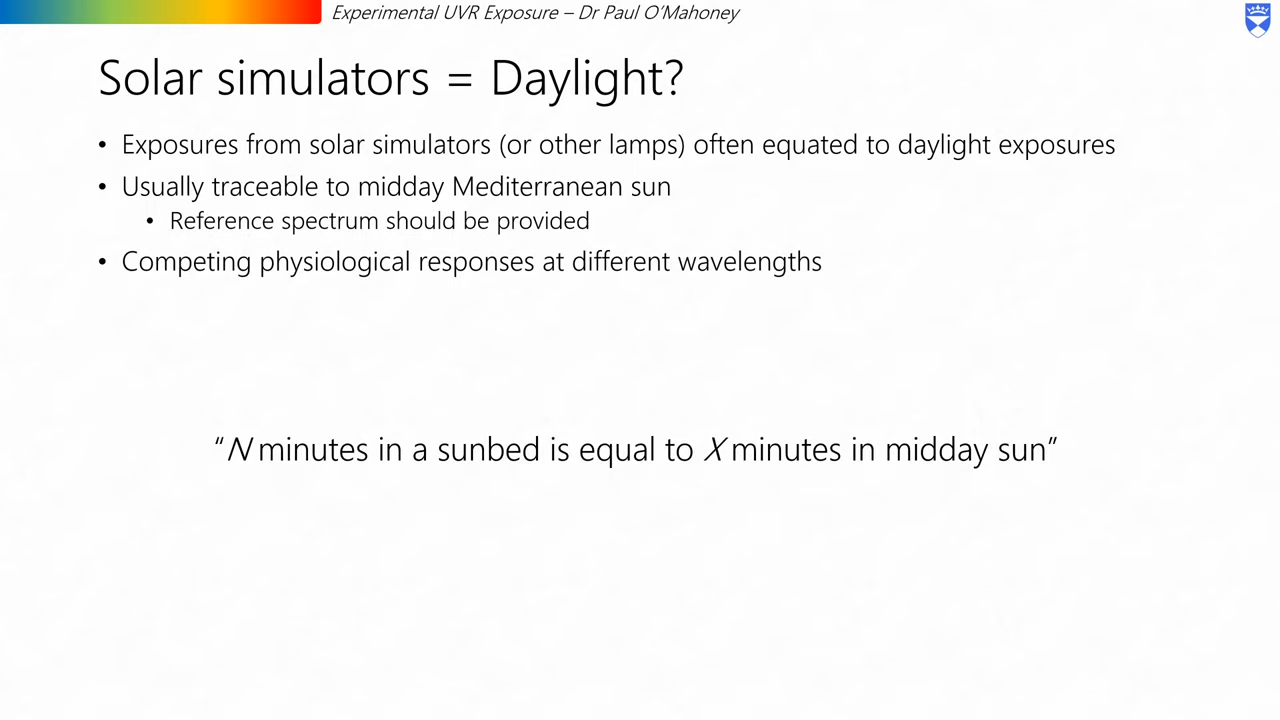 Experimental UVR Exposure – Dr Paul O’Mahoney
Solar simulators = Daylight?
• Exposures from solar simulators (or other lamps) often equated to daylight exposures
• Usually traceable to midday Mediterranean sun
• Reference spectrum should be provided
• Competing physiological responses at different wavelengths
“N minutes in a sunbed is equal to X minutes in midday sun”